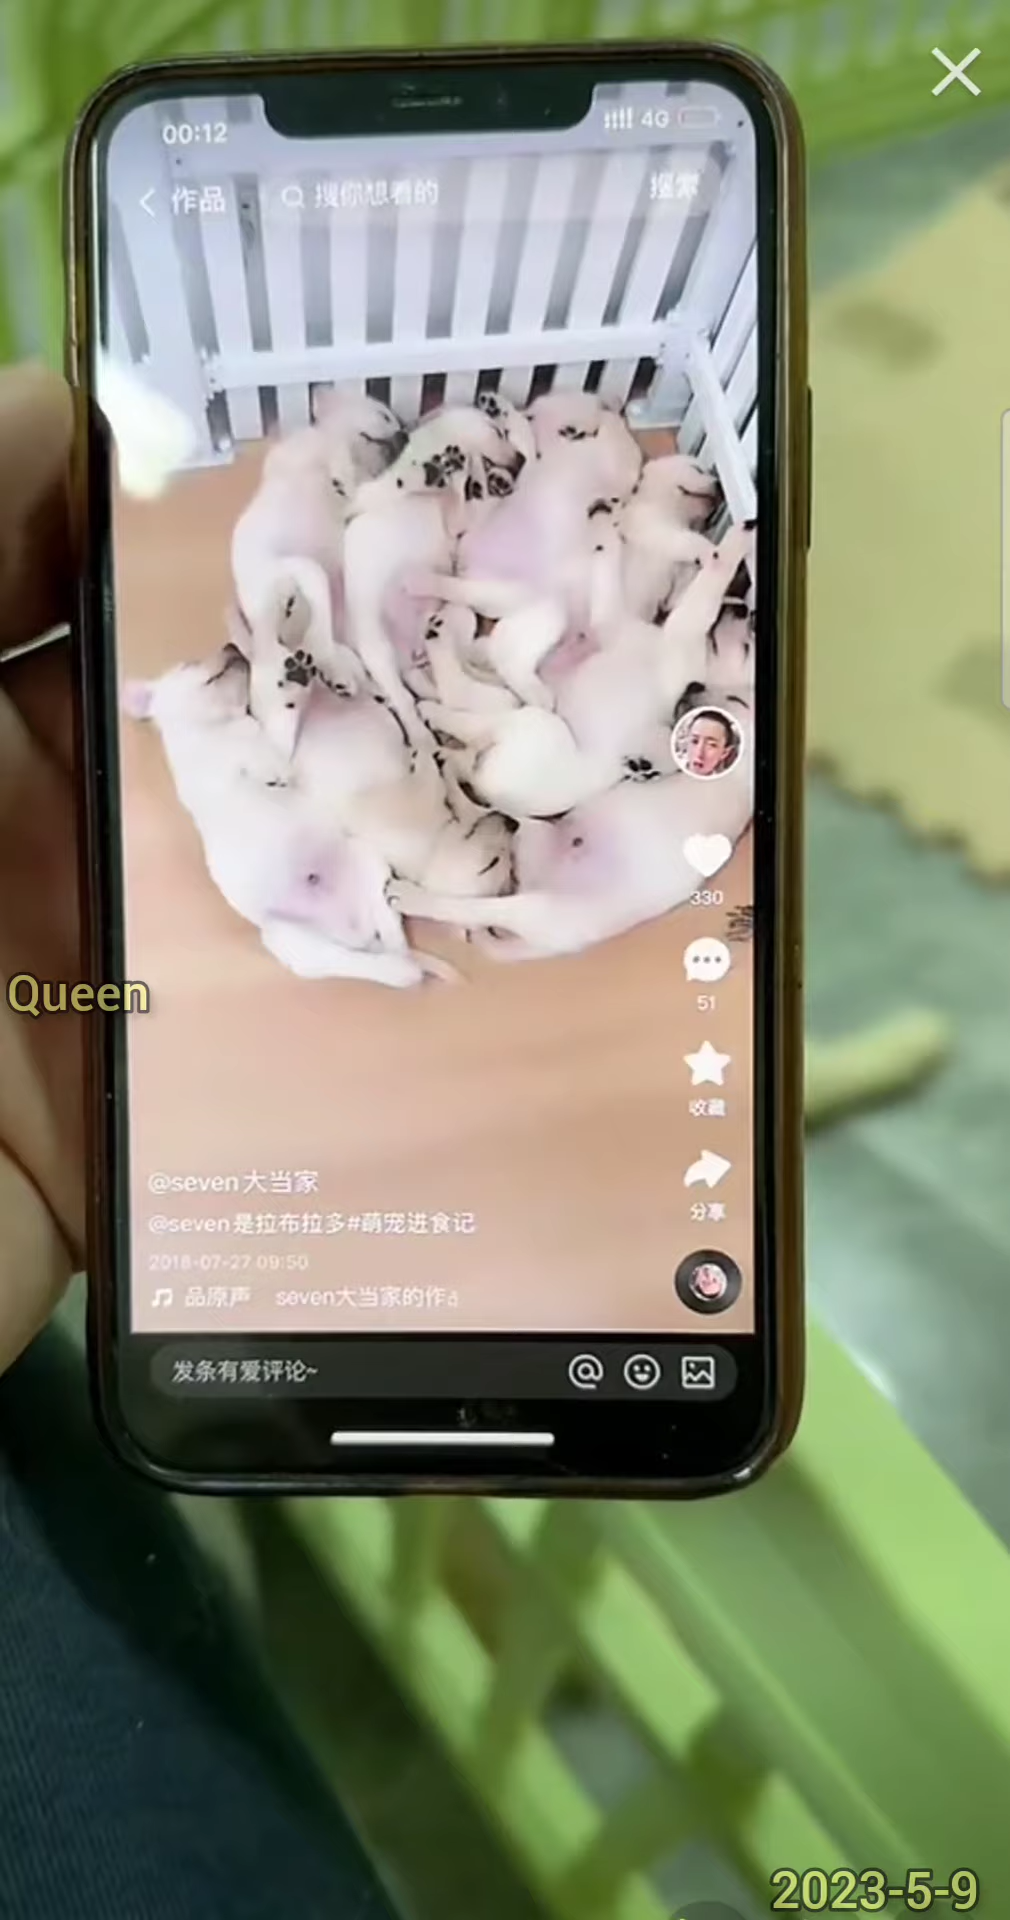 00:12
4G
作品
搜你想看的
搜索
330
51
收藏
分享
Queen
@seven大当家
@seven是拉布拉多#萌宠进食记
2018-07-27 09:50
品原声 seven大当家的作
发条有爱评论~
2023-5-9